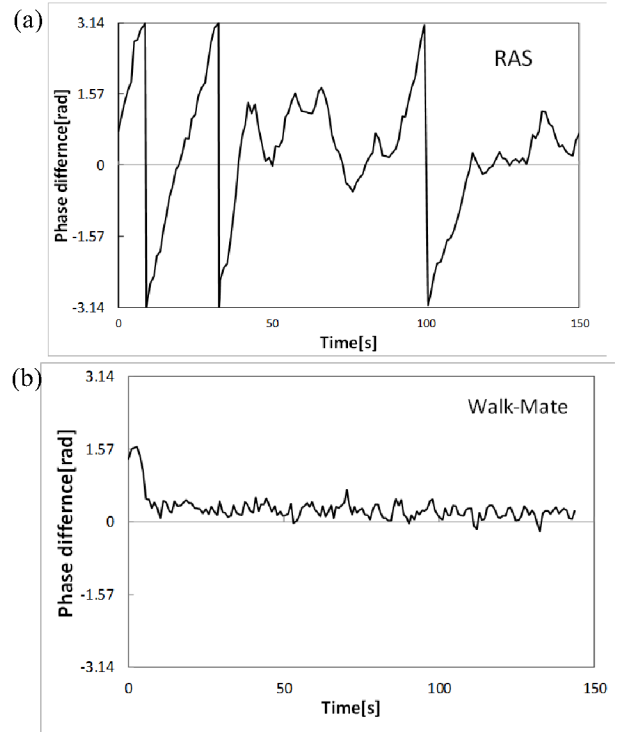 (a)
RAS
Phase differnce[rad]
3.14
1.57
0
-1.57
-3.14
0
50
100
150
Time[s]
(b)
Walk-Mate
Phase differnce[rad]
3.14
1.57
0
-1.57
-3.14
0
50
100
150
Time[s]